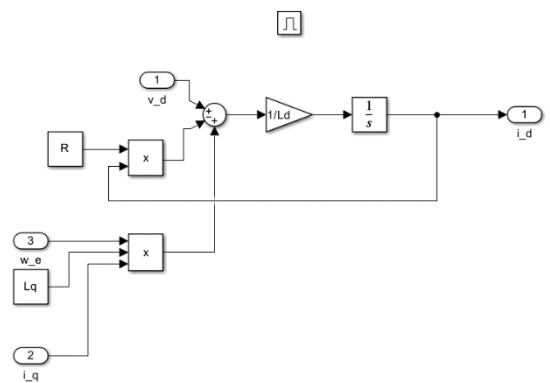 1
v_d
+
−
+
1/Ld
1
s
1
i_d
R
x
3
w_e
x
Lq
2
i_q